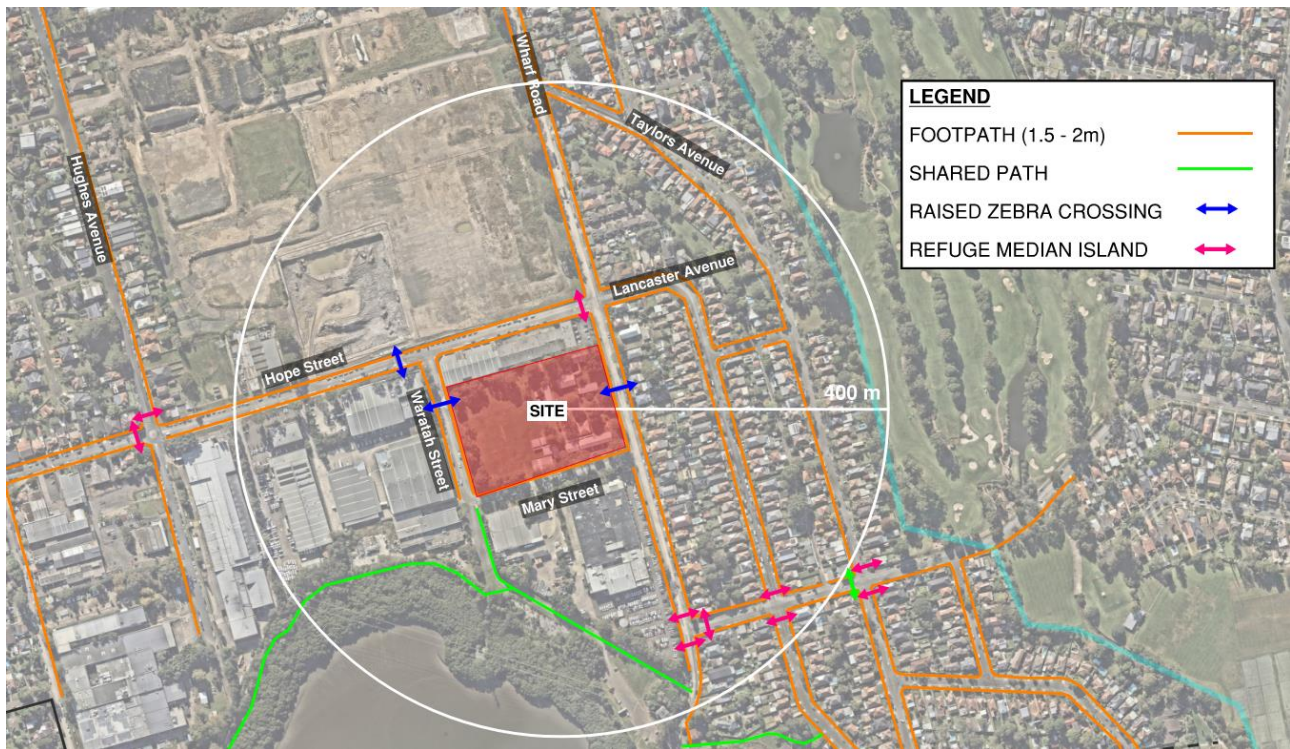 Wharf Road
Taylors Avenue
Hughes Avenue
Lancaster Avenue
Hope Street
Waratah Street
SITE
400 m
Mary Street
LEGEND
FOOTPATH (1.5 - 2m)
SHARED PATH
RAISED ZEBRA CROSSING
REFUGE MEDIAN ISLAND